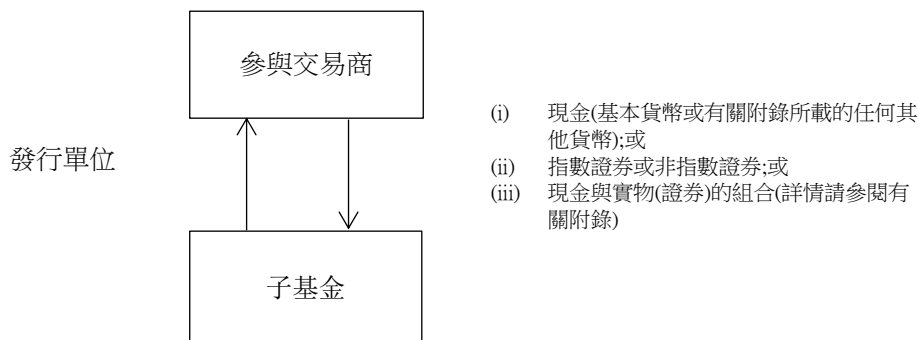 參與交易商
發行單位
(i) 現金(基本貨幣或有關附錄所載的任何其
他貨幣);或
(ii) 指數證券或非指數證券;或
(iii) 現金與實物(證券)的組合(詳情請參閱有
關附錄)
子基金